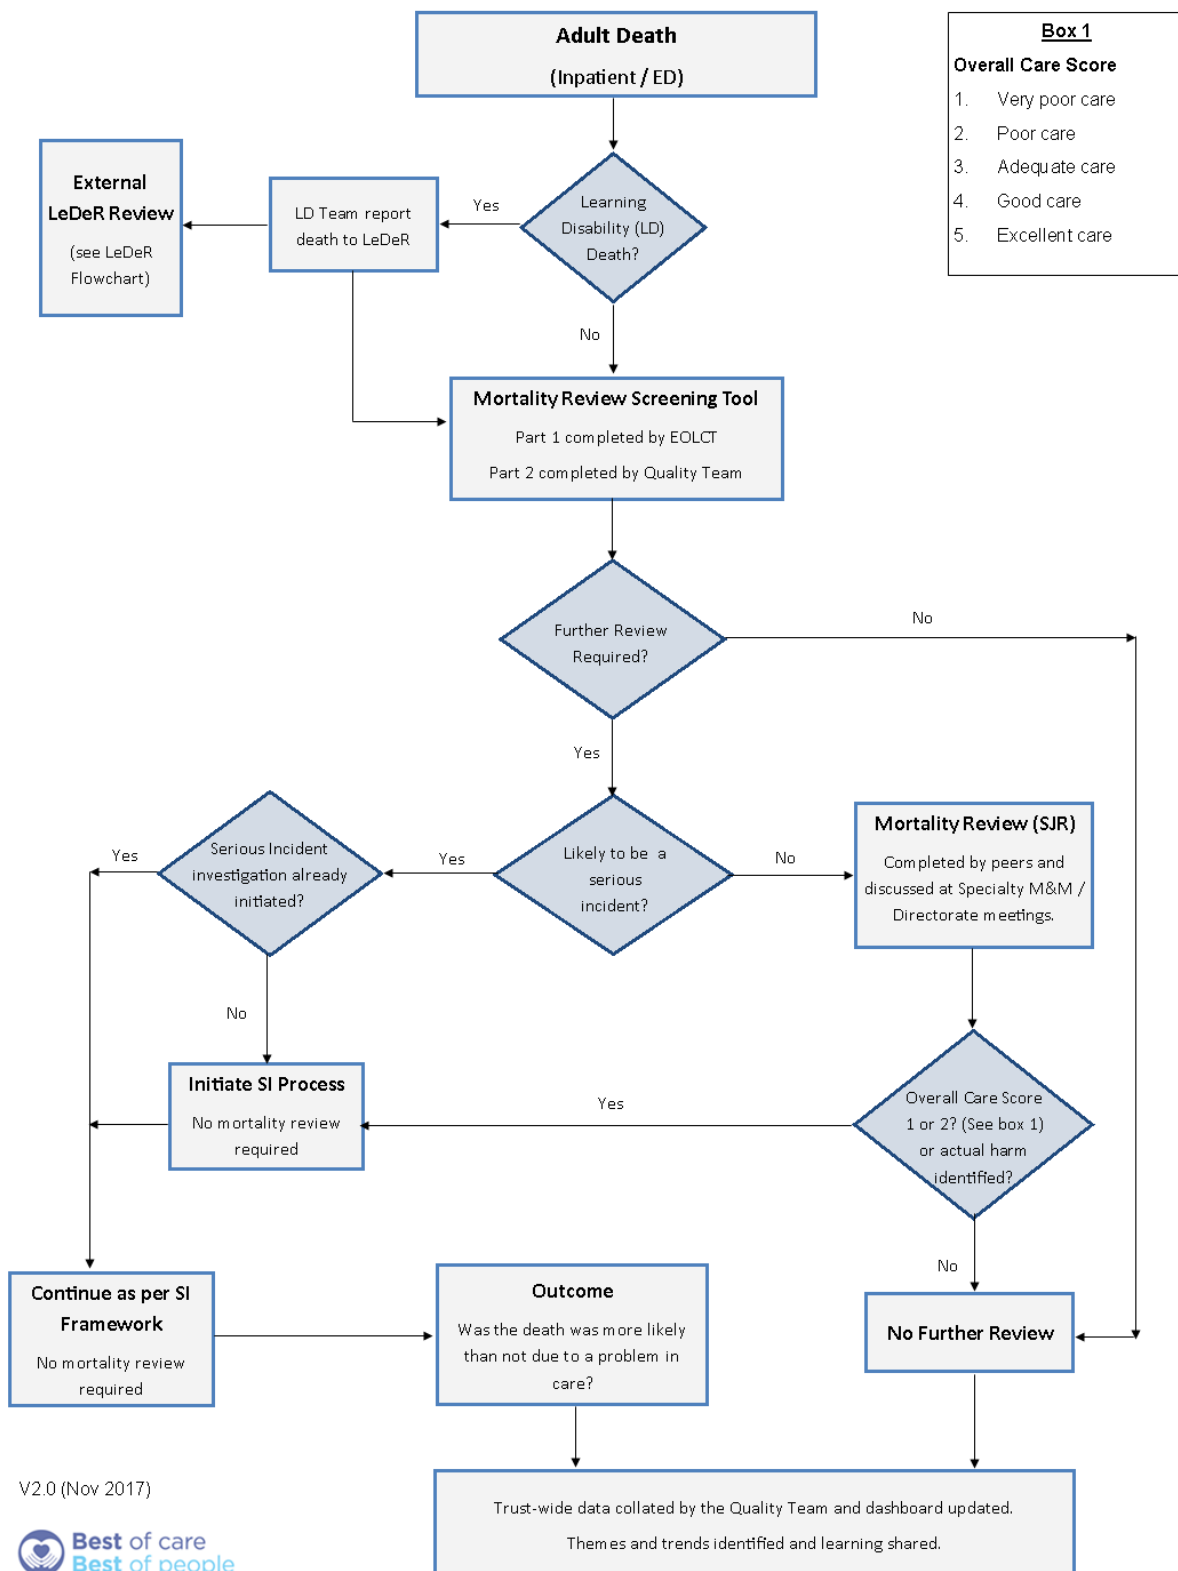 Adult Death
(Inpatient / ED)
Box 1
Overall Care Score
1. Very poor care
2. Poor care
3. Adequate care
4. Good care
5. Excellent care
External
LeDeR Review
(see LeDeR
Flowchart)
LD Team report
death to LeDeR
Yes
Learning
Disability (LD)
Death?
No
Mortality Review Screening Tool
Part 1 completed by EOLCT
Part 2 completed by Quality Team
Further Review
Required?
No
Yes
Yes
Serious Incident
investigation already
initiated?
Yes
Likely to be a
serious
incident?
No
Mortality Review (SJR)
Completed by peers and
discussed at Specialty M&M /
Directorate meetings.
No
Initiate SI Process
No mortality review
required
Yes
Overall Care Score
1 or 2? (See box 1)
or actual harm
identified?
No
Continue as per SI
Framework
No mortality review
required
Outcome
Was the death was more likely
than not due to a problem in
care?
No Further Review
V2.0 (Nov 2017)
Trust-wide data collated by the Quality Team and dashboard updated.
Themes and trends identified and learning shared.
Best of care
Best of people